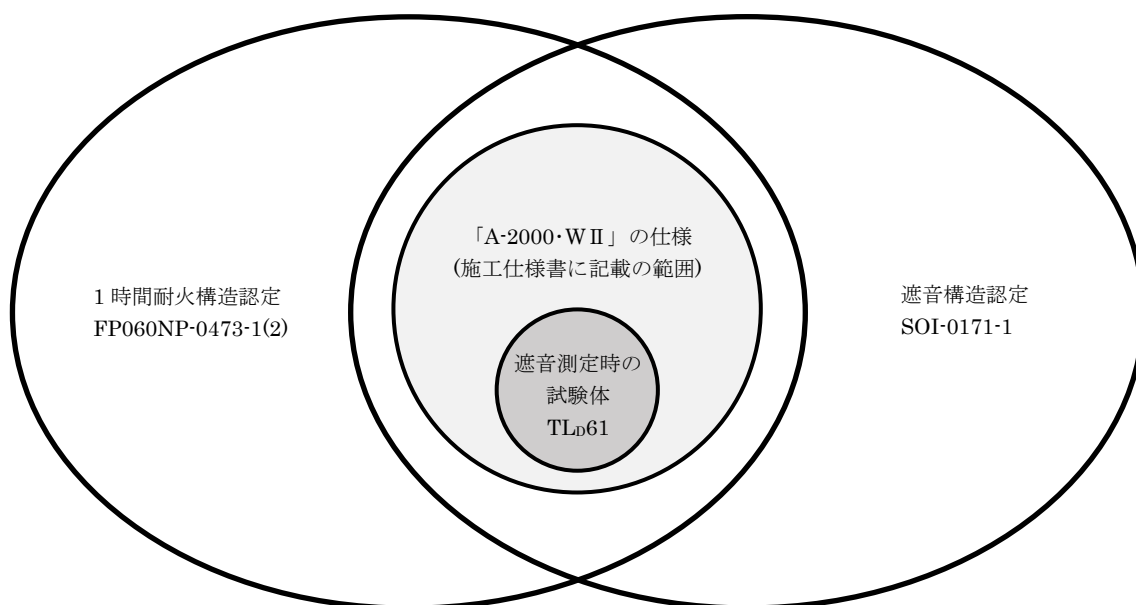 「A-2000･WⅡ」の仕様
(施工仕様書に記載の範囲)
1 時間耐火構造認定
FP060NP-0473-1(2)
遮音構造認定
SOI-0171-1
遮音測定時の
試験体
TLD61